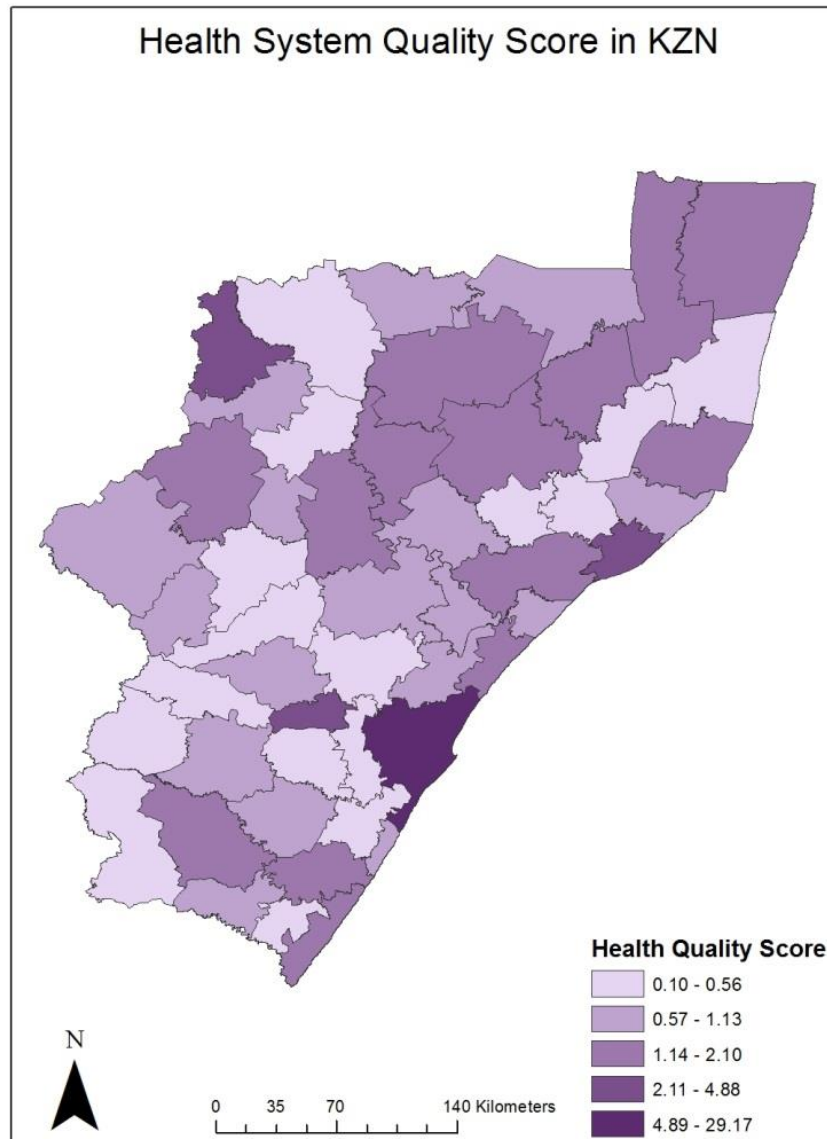 Health System Quality Score in KZN
Health Quality Score
0.10 - 0.56
0.57 - 1.13
1.14 - 2.10
2.11 - 4.88
4.89 - 29.17
N
0 35 70 140 Kilometers